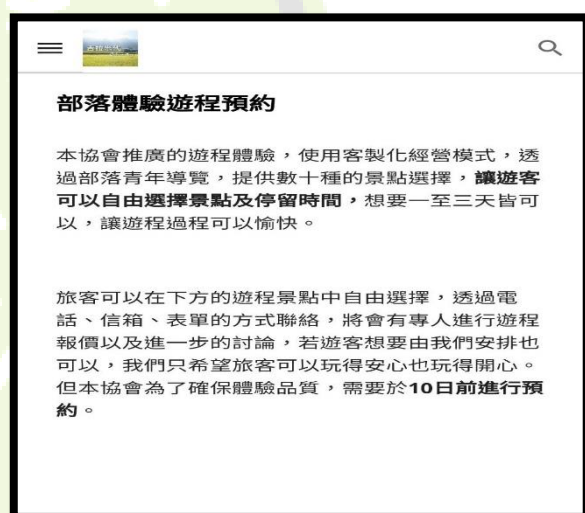 部落體驗遊程預約
本協會推廣的遊程體驗，使用客製化經營模式，透
過部落青年導覽，提供數十種的景點選擇，讓遊客
可以自由選擇景點及停留時間，想要一至三天皆可
以，讓遊程過程可以愉快。
旅客可以在下方的遊程景點中自由選擇，透過電
話、信箱、表單的方式聯絡，將會有專人進行遊程
報價以及進一步的討論，若遊客想要由我們安排也
可以，我們只希望旅客可以玩得安心也玩得開心。
但本協會為了確保體驗品質，需要於10日前進行預
約。